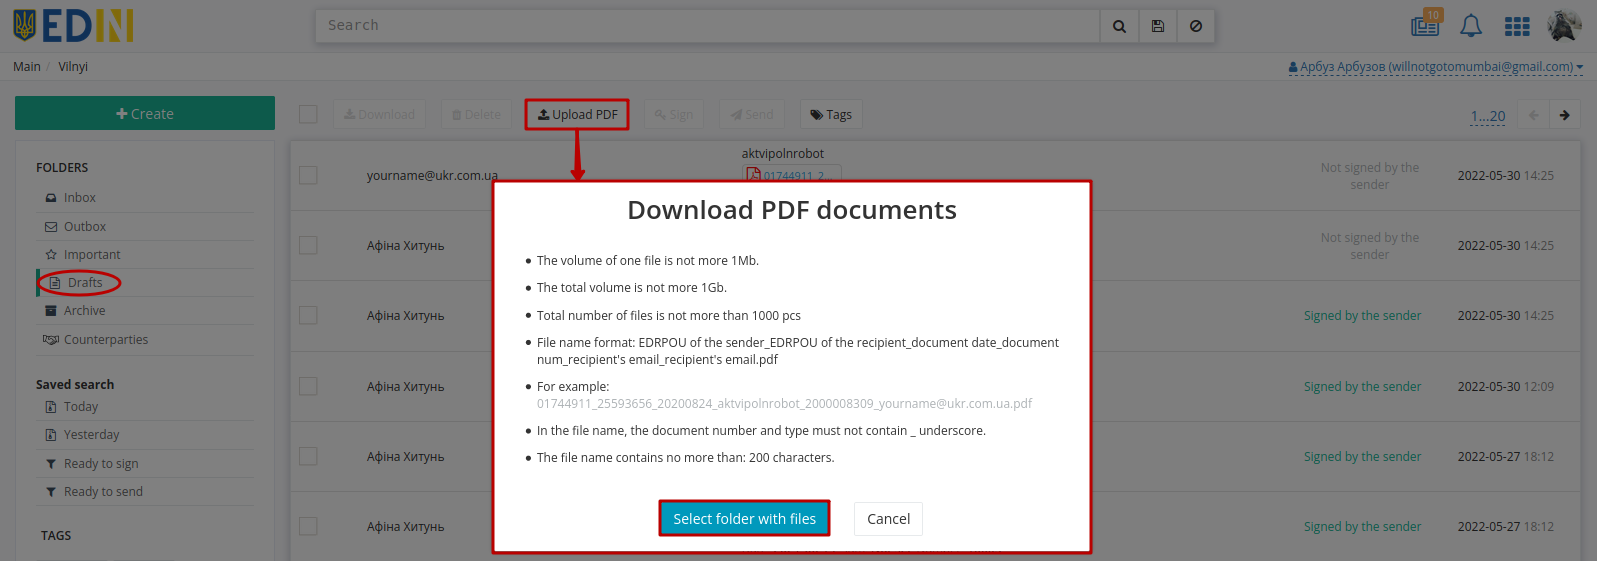 EDIN
Search
10
Main / Vilnyi
Арбуз Арбузов (willnotgotomumbai@gmail.com)
Create
Download
Delete
Upload PDF
Sign
Send
Tags
1...20
FOLDERS
Inbox
Outbox
Important
Drafts
Archive
Counterparties
Saved search
Today
Yesterday
Ready to sign
Ready to send
TAGS
aktvipolnrobot
yourname@ukr.com.ua
01744911_2...
Not signed by the
sender
2022-05-30 14:25
Афіна Хитунь
Not signed by the
sender
2022-05-30 14:25
Афіна Хитунь
Signed by the sender
2022-05-30 14:25
Афіна Хитунь
Signed by the sender
2022-05-30 12:09
Афіна Хитунь
Signed by the sender
2022-05-27 18:12
Афіна Хитунь
Signed by the sender
2022-05-27 18:12
Download PDF documents
• The volume of one file is not more 1Mb.
• The total volume is not more 1Gb.
• Total number of files is not more than 1000 pcs
• File name format: EDRPOU of the sender_EDRPOU of the recipient_document date_document
num_recipient's email_recipient's email.pdf
• For example:
01744911_25593656_20200824_aktvipolnrobot_2000008309_yourname@ukr.com.ua.pdf
• In the file name, the document number and type must not contain _ underscore.
• The file name contains no more than: 200 characters.
Select folder with files
Cancel